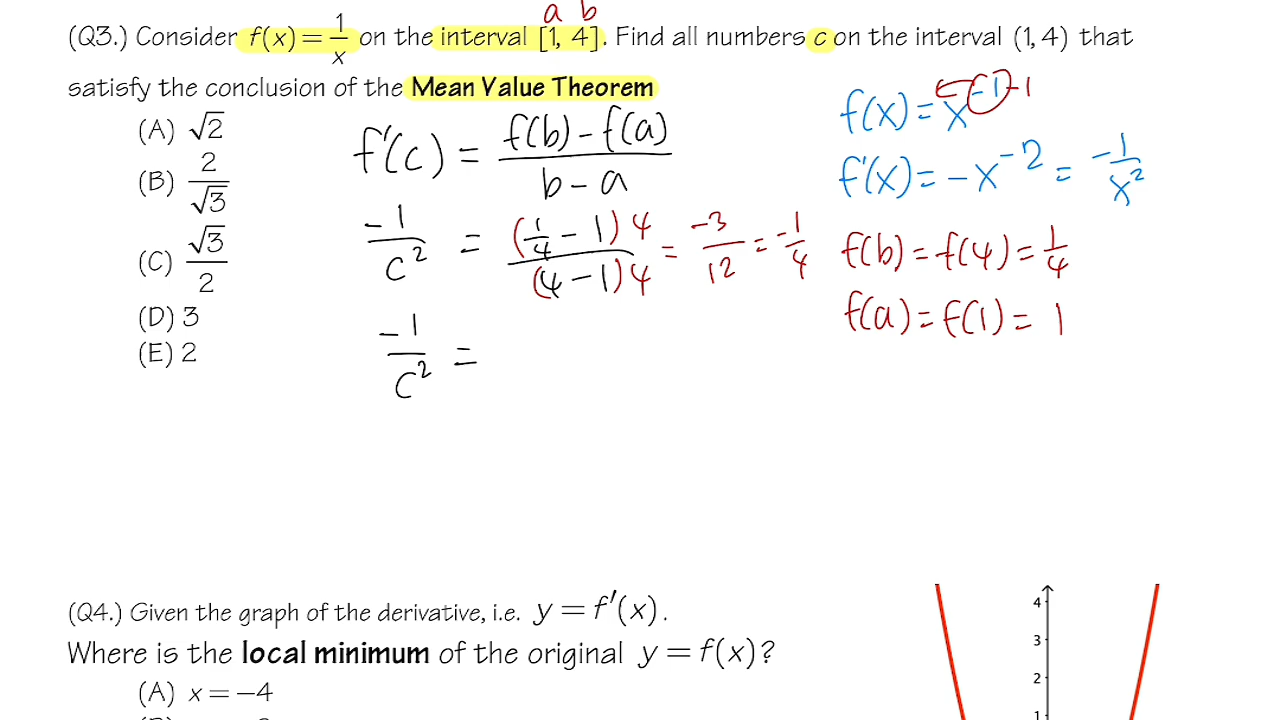 a b
(Q3.) Consider f(x) = 1/x on the interval [1, 4]. Find all numbers c on the interval (1, 4) that
satisfy the conclusion of the Mean Value Theorem
(A) √2
(B) 2/√3
(C) √3/2
(D) 3
(E) 2
f'(c) = (f(b) - f(a))/(b - a)
-1/c² = (1/4 - 1)4/(4 - 1)4 = -3/12 = -1/4
-1/c² =
f(x) = x^-1 -1
f'(x) = -x^-2 = -1/x²
f(b) = f(4) = 1/4
f(a) = f(1) = 1
(Q4.) Given the graph of the derivative, i.e. y = f'(x).
Where is the local minimum of the original y = f(x)?
(A) x = -4
4
3
2
1